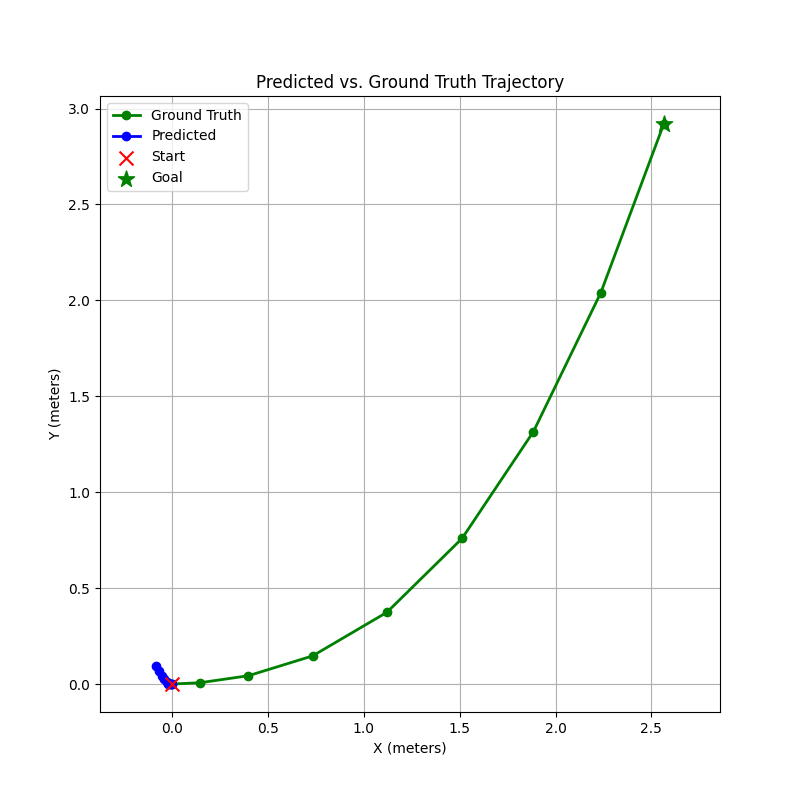 Predicted vs. Ground Truth Trajectory
Ground Truth
Predicted
Start
Goal
3.0
2.5
2.0
1.5
1.0
0.5
0.0
Y (meters)
0.0 0.5 1.0 1.5 2.0 2.5
X (meters)